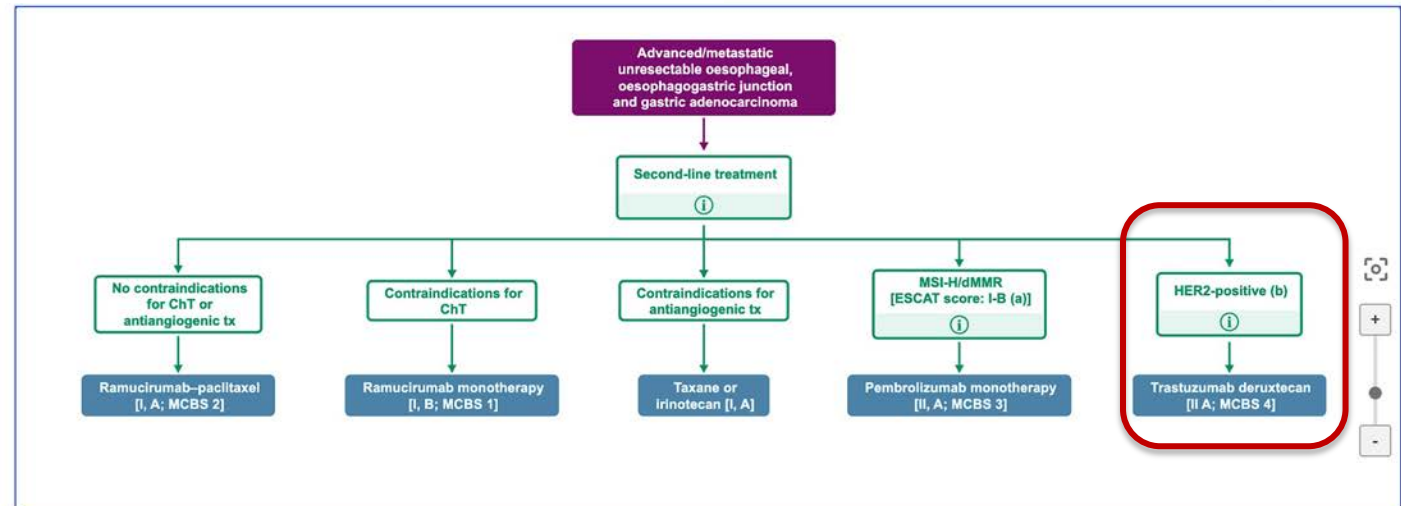 Advanced/metastatic
unresectable oesophageal,
oesophagogastric junction
and gastric adenocarcinoma
Second-line treatment
i
No contraindications
for ChT or
antiangiogenic tx
Contraindications for
ChT
Contraindications for
antiangiogenic tx
MSI-H/dMMR
[ESCAT score: I-B (a)]
i
HER2-positive (b)
i
Ramucirumab–paclitaxel
[I, A; MCBS 2]
Ramucirumab monotherapy
[I, B; MCBS 1]
Taxane or
irinotecan [I, A]
Pembrolizumab monotherapy
[II, A; MCBS 3]
Trastuzumab deruxtecan
[II A; MCBS 4]
+
-